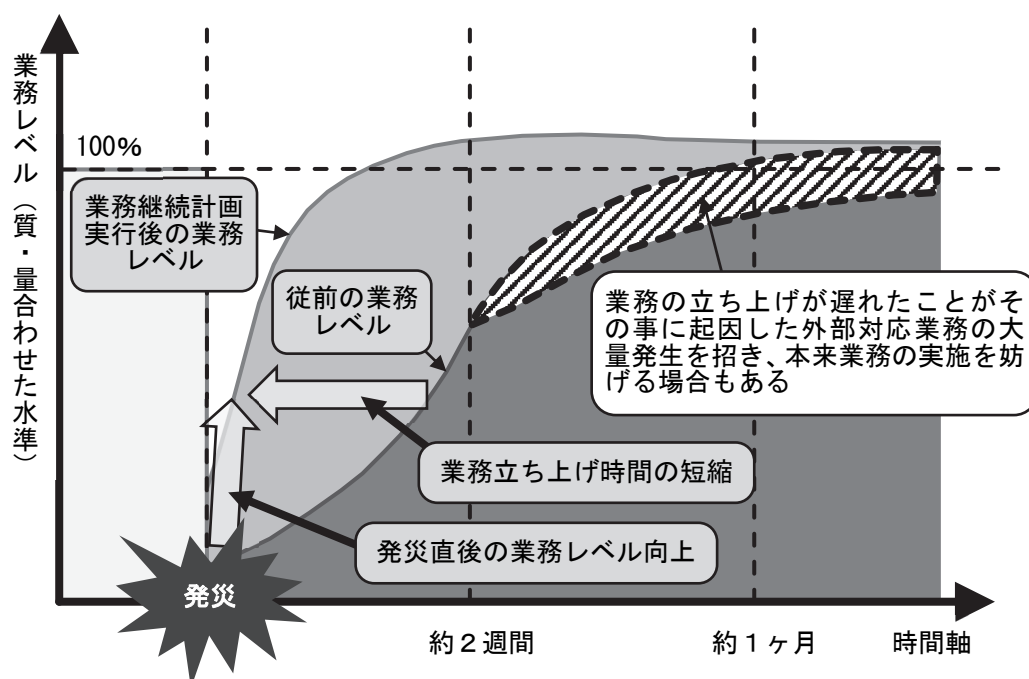 業務レベル（質・量合わせた水準）
100%
業務継続計画
実行後の業務
レベル
従前の業務
レベル
業務の立ち上げが遅れたことがそ
の事に起因した外部対応業務の大
量発生を招き、本来業務の実施を妨
げる場合もある
業務立ち上げ時間の短縮
発災直後の業務レベル向上
発災
約２週間
約１ヶ月
時間軸